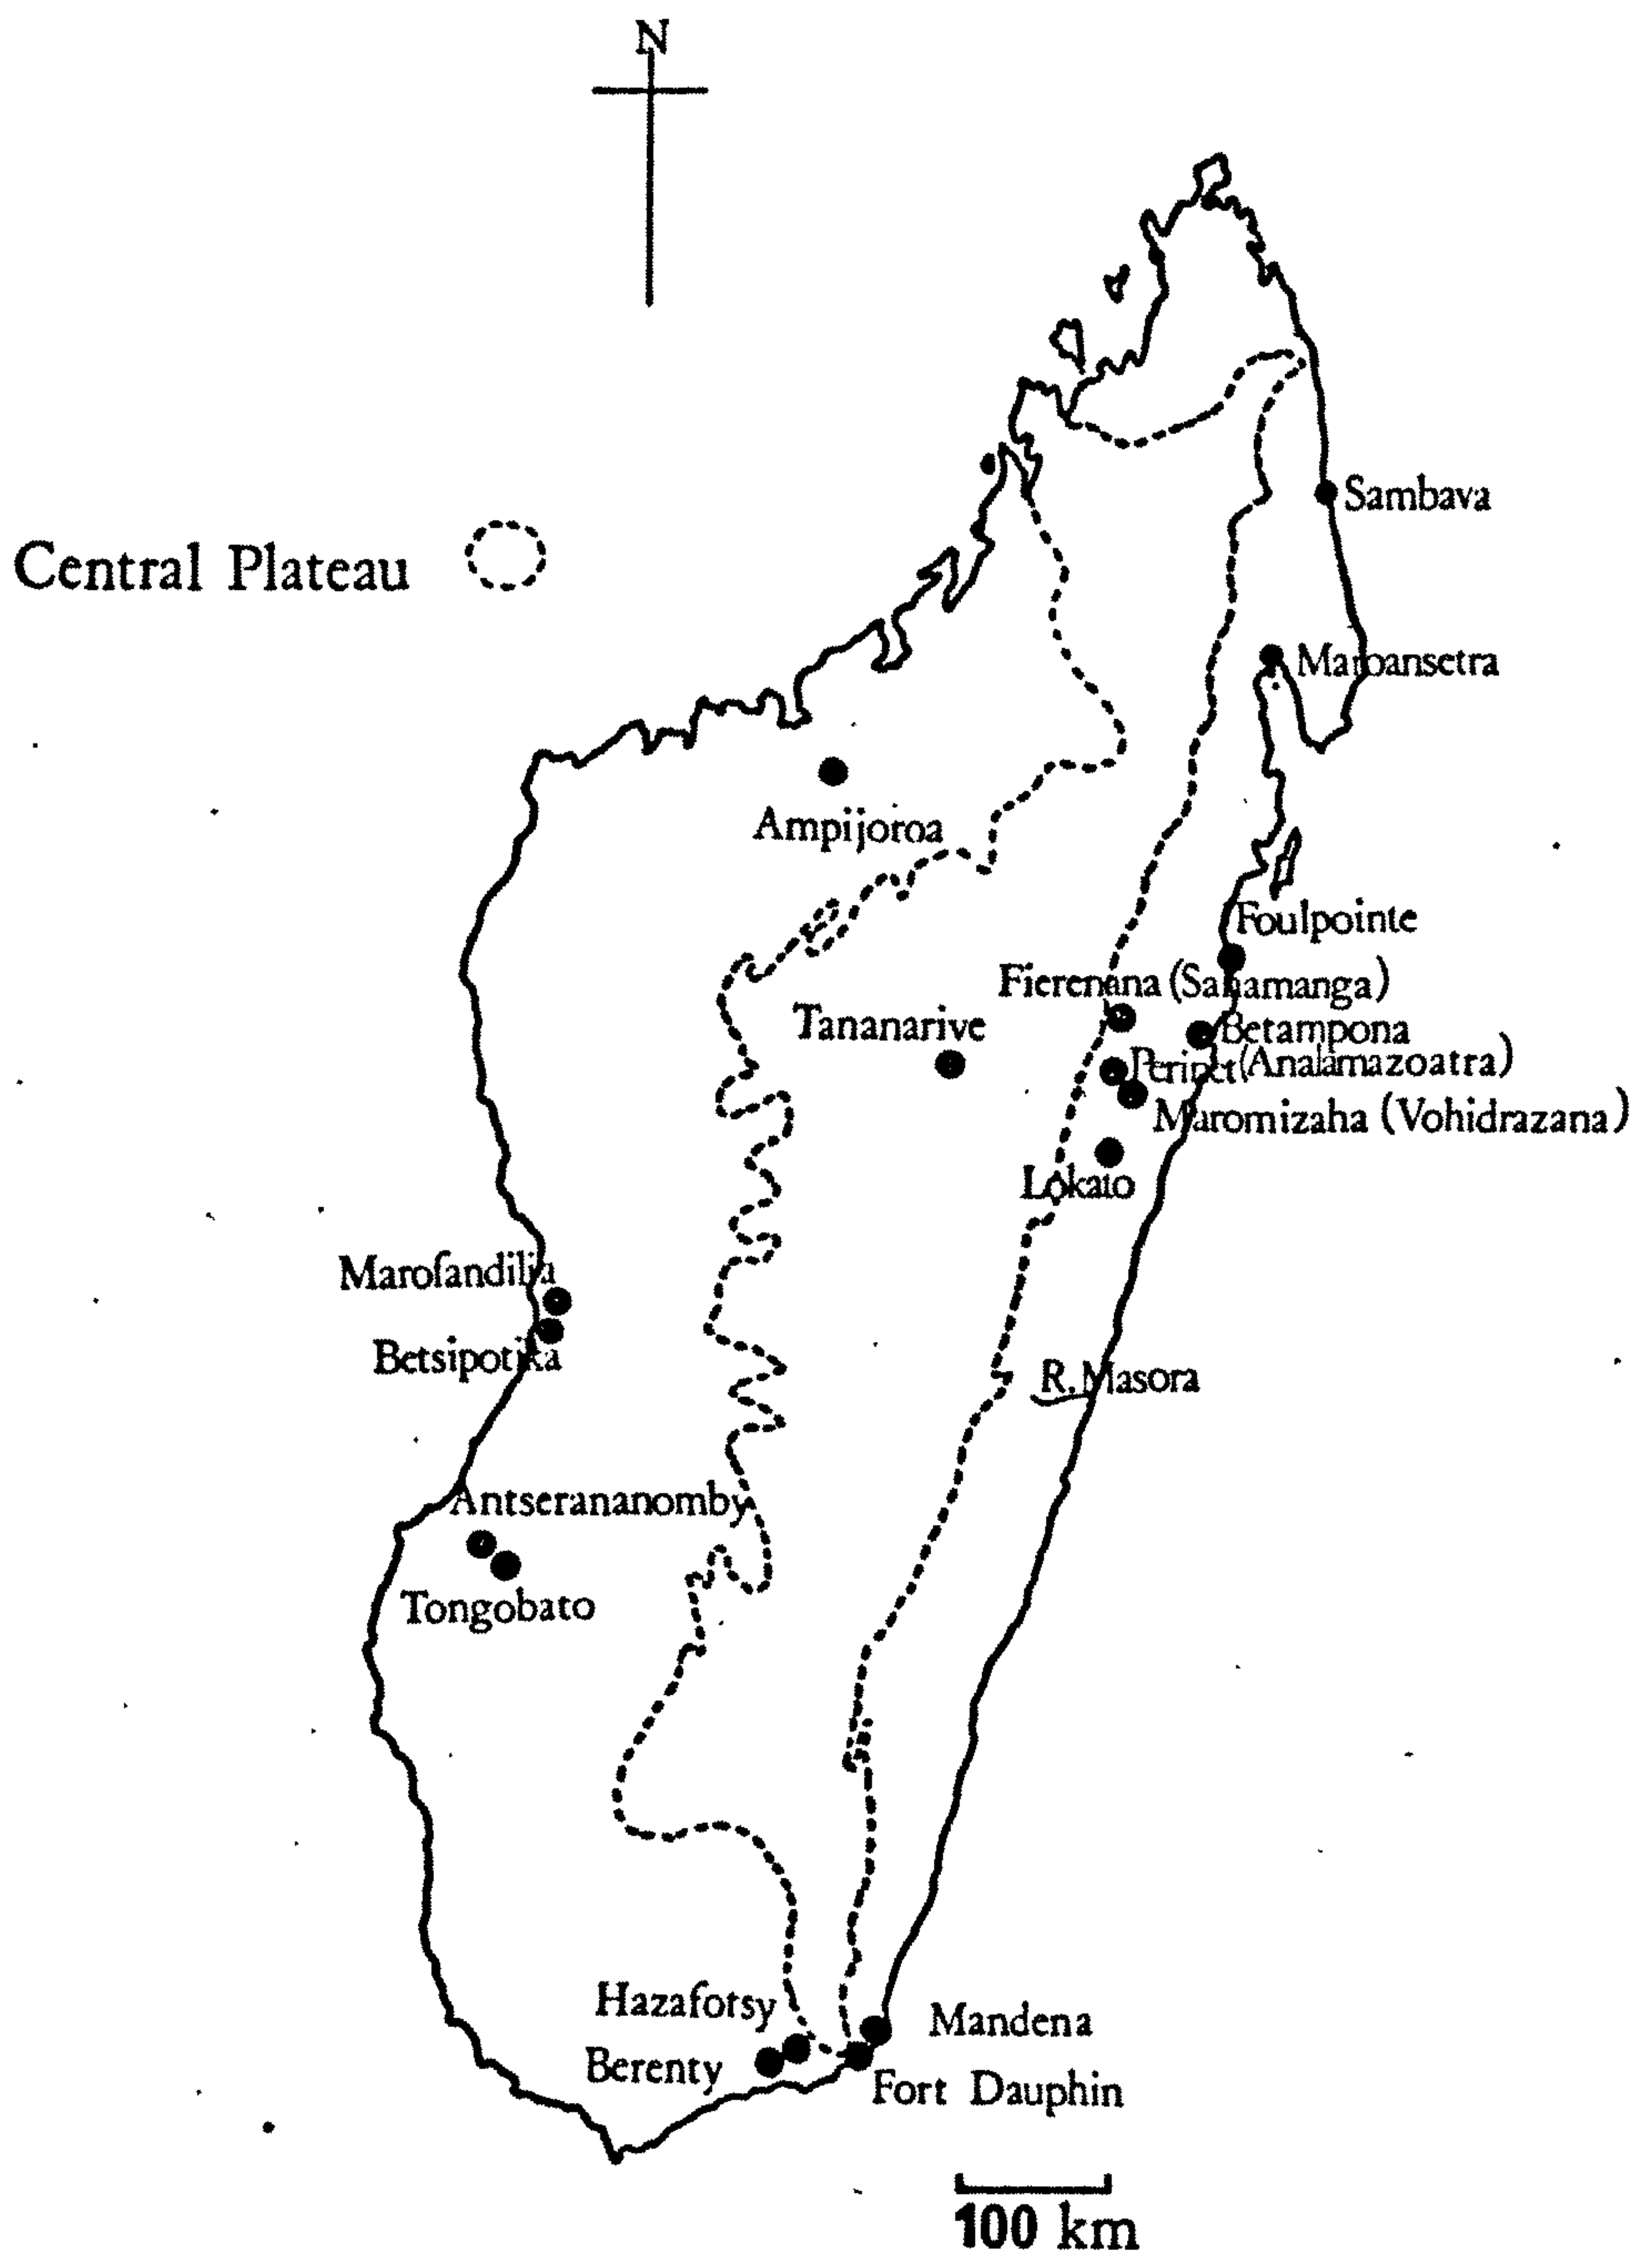 N
Sambava
Central Plateau
Maroansetra
Ampijoroa
Foulpointe
Fierenana (Sahamanga)
Tananarive
Betampona
Perinet (Analamazoatra)
Maromizaha (Vohidrazana)
Lokato
Marofandilia
Betsipotika
R. Masora
Antserananomby
Tongobato
Hazafotsy
Mandena
Berenty
Fort Dauphin
100 km